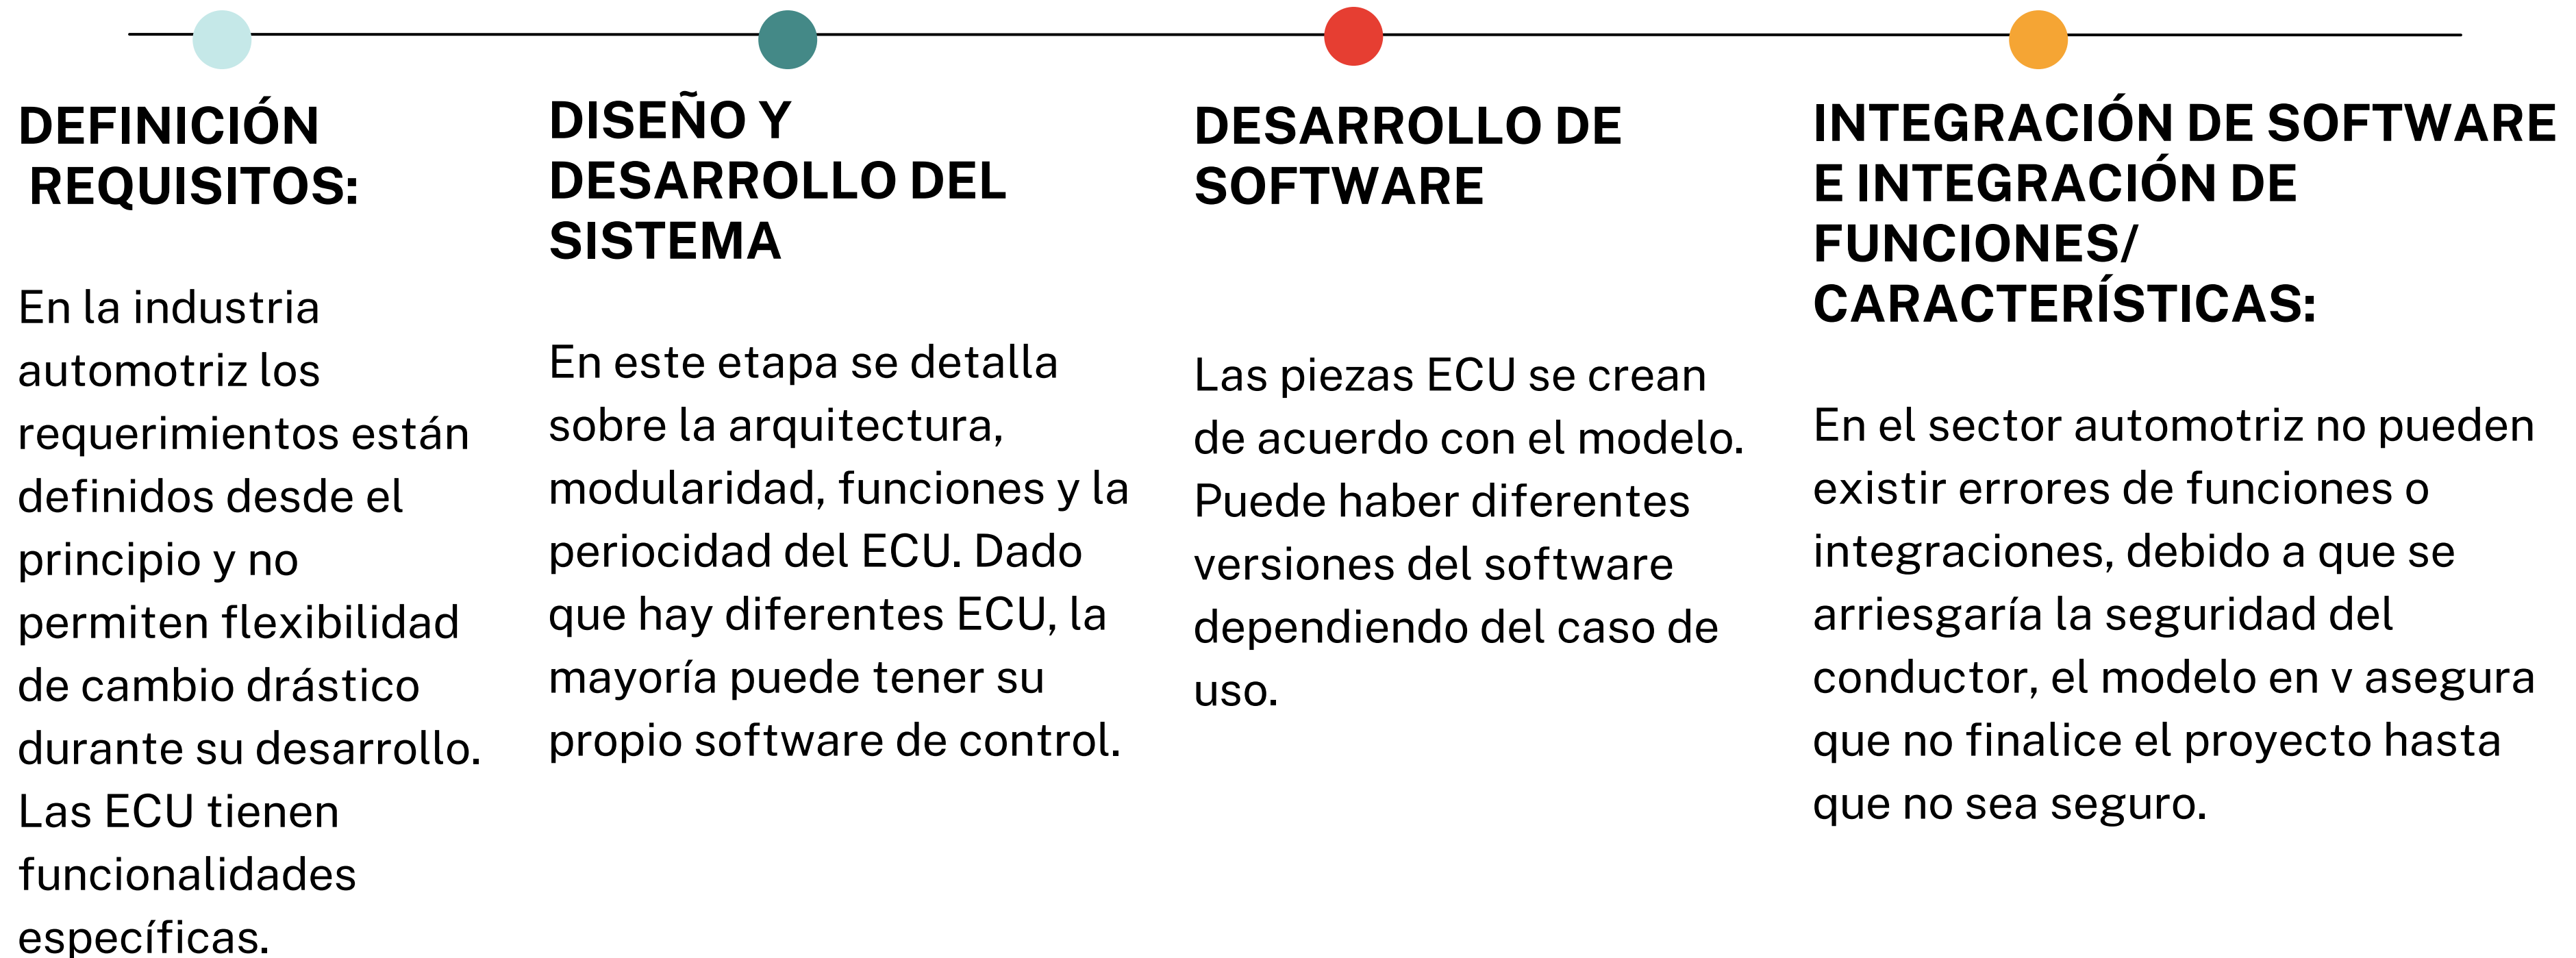 DEFINICIÓN
REQUISITOS:
En la industria
automotriz los
requerimientos están
definidos desde el
principio y no
permiten flexibilidad
de cambio drástico
durante su desarrollo.
Las ECU tienen
funcionalidades
específicas.
DISEÑO Y
DESARROLLO DEL
SISTEMA
En este etapa se detalla
sobre la arquitectura,
modularidad, funciones y la
periocidad del ECU. Dado
que hay diferentes ECU, la
mayoría puede tener su
propio software de control.
DESARROLLO DE
SOFTWARE
Las piezas ECU se crean
de acuerdo con el modelo.
Puede haber diferentes
versiones del software
dependiendo del caso de
uso.
INTEGRACIÓN DE SOFTWARE
E INTEGRACIÓN DE
FUNCIONES/
CARACTERÍSTICAS:
En el sector automotriz no pueden
existir errores de funciones o
integraciones, debido a que se
arriesgaría la seguridad del
conductor, el modelo en v asegura
que no finalice el proyecto hasta
que no sea seguro.